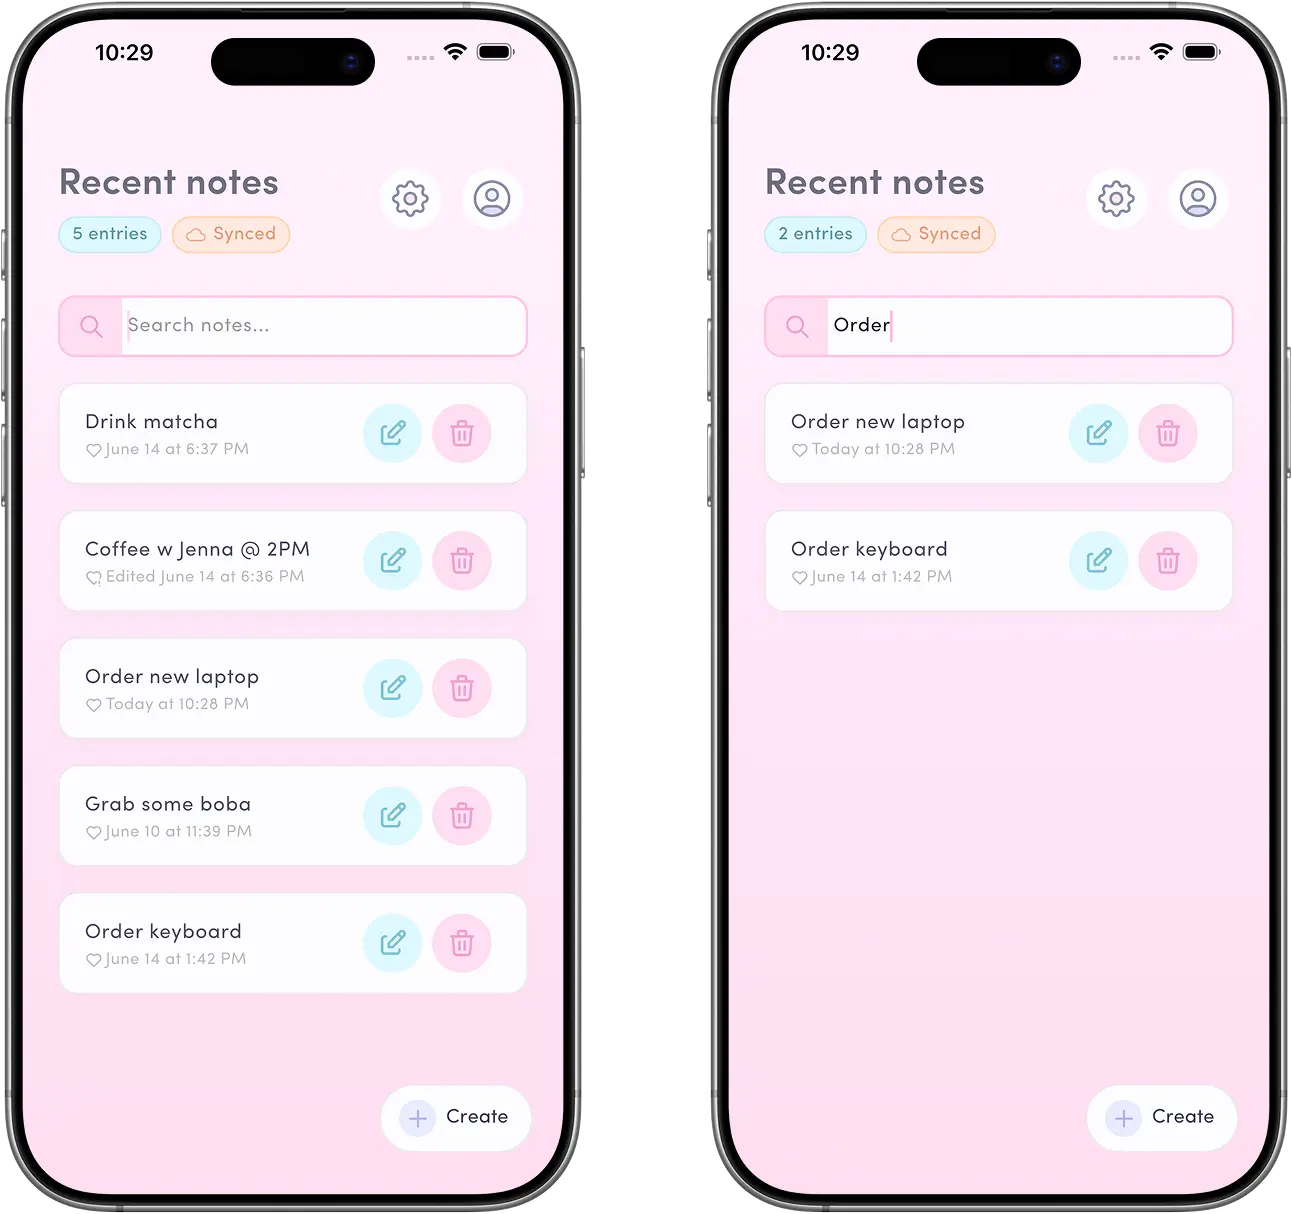 10:29
Recent notes
5 entries
Synced
Search notes...
Drink matcha
June 14 at 6:37 PM
Coffee w Jenna @ 2PM
Edited June 14 at 6:36 PM
Order new laptop
Today at 10:28 PM
Grab some boba
June 10 at 11:39 PM
Order keyboard
June 14 at 1:42 PM
Create
10:29
Recent notes
2 entries
Synced
Order
Order new laptop
Today at 10:28 PM
Order keyboard
June 14 at 1:42 PM
Create